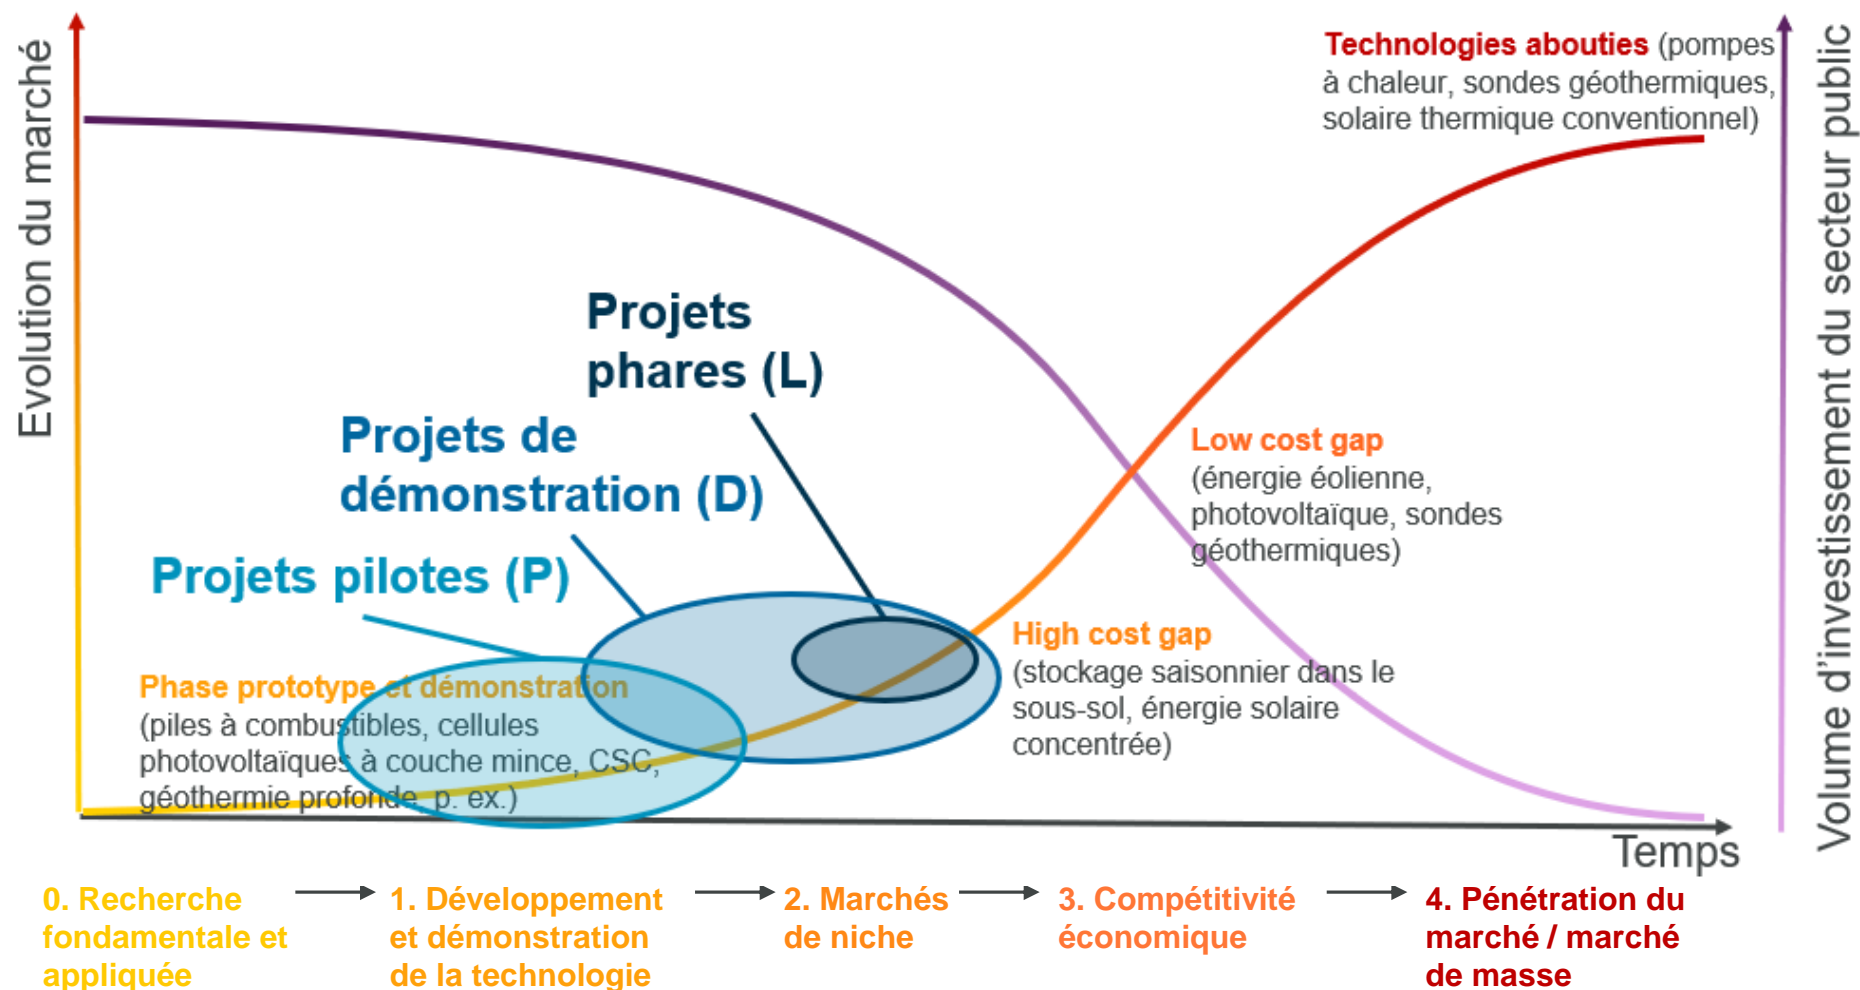 Evolution du marché
Technologies abouties (pompes
à chaleur, sondes géothermiques,
solaire thermique conventionnel)
Volume d'investissement du secteur public
Projets
phares (L)
Projets de
démonstration (D)
Projets pilotes (P)
Low cost gap
(énergie éolienne,
photovoltaïque, sondes
géothermiques)
High cost gap
(stockage saisonnier dans le
sous-sol, énergie solaire
concentrée)
Phase prototype et démonstration
(piles à combustibles, cellules
photovoltaïques à couche mince, CSC,
géothermie profonde, p. ex.)
Temps
0. Recherche
fondamentale et
appliquée
1. Développement
et démonstration
de la technologie
2. Marchés
de niche
3. Compétitivité
économique
4. Pénétration du
marché / marché
de masse